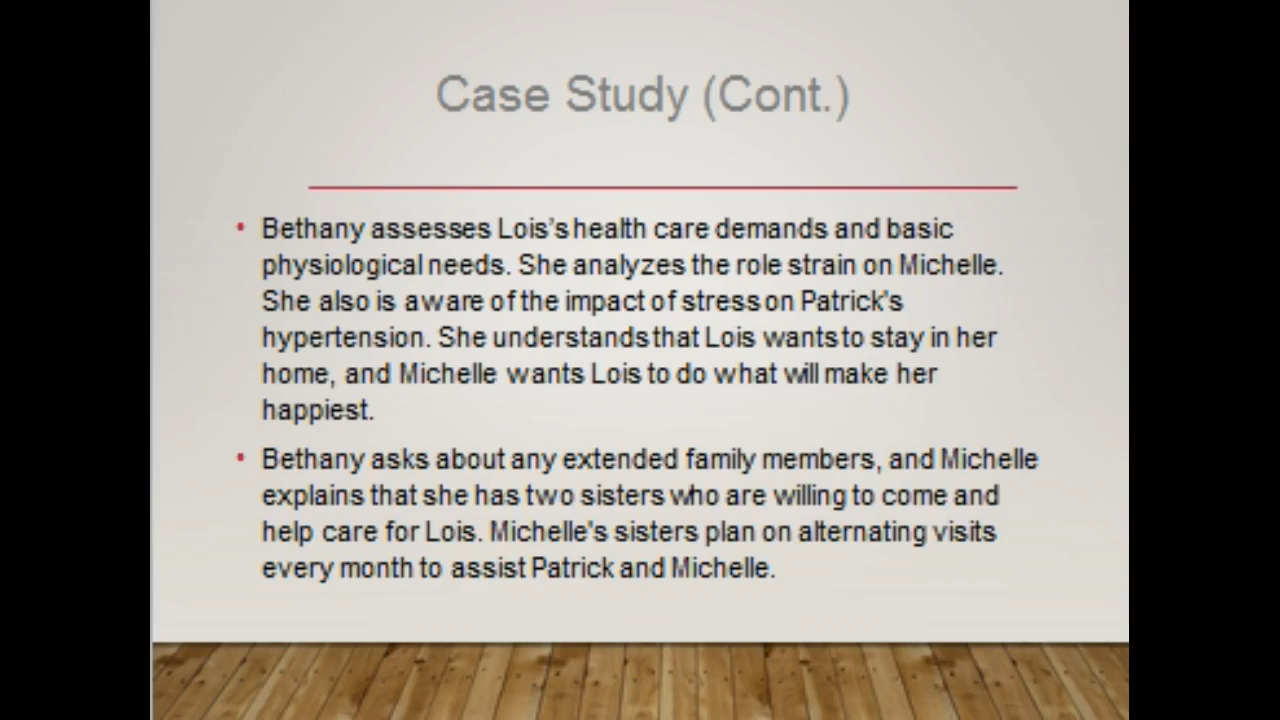 Case Study (Cont.)
• Bethany assesses Lois's health care demands and basic
physiological needs. She analyzes the role strain on Michelle.
She also is aware of the impact of stress on Patrick's
hypertension. She understands that Lois wants to stay in her
home, and Michelle wants Lois to do what will make her
happiest.
• Bethany asks about any extended family members, and Michelle
explains that she has two sisters who are willing to come and
help care for Lois. Michelle's sisters plan on alternating visits
every month to assist Patrick and Michelle.